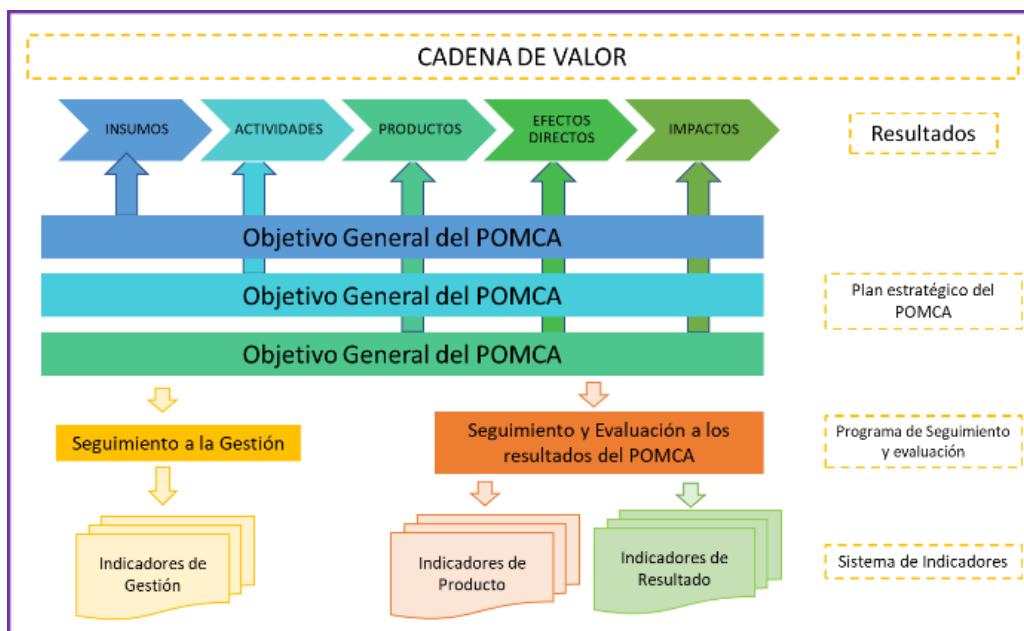 CADENA DE VALOR
INSUMOS
ACTIVIDADES
PRODUCTOS
EFECTOS
DIRECTOS
IMPACTOS
Resultados
Objetivo General del POMCA
Objetivo General del POMCA
Objetivo General del POMCA
Plan estratégico del
POMCA
Seguimiento a la Gestión
Seguimiento y Evaluación a los
resultados del POMCA
Programa de Seguimiento
y evaluación
Indicadores de
Gestión
Indicadores de
Producto
Indicadores de
Resultado
Sistema de Indicadores